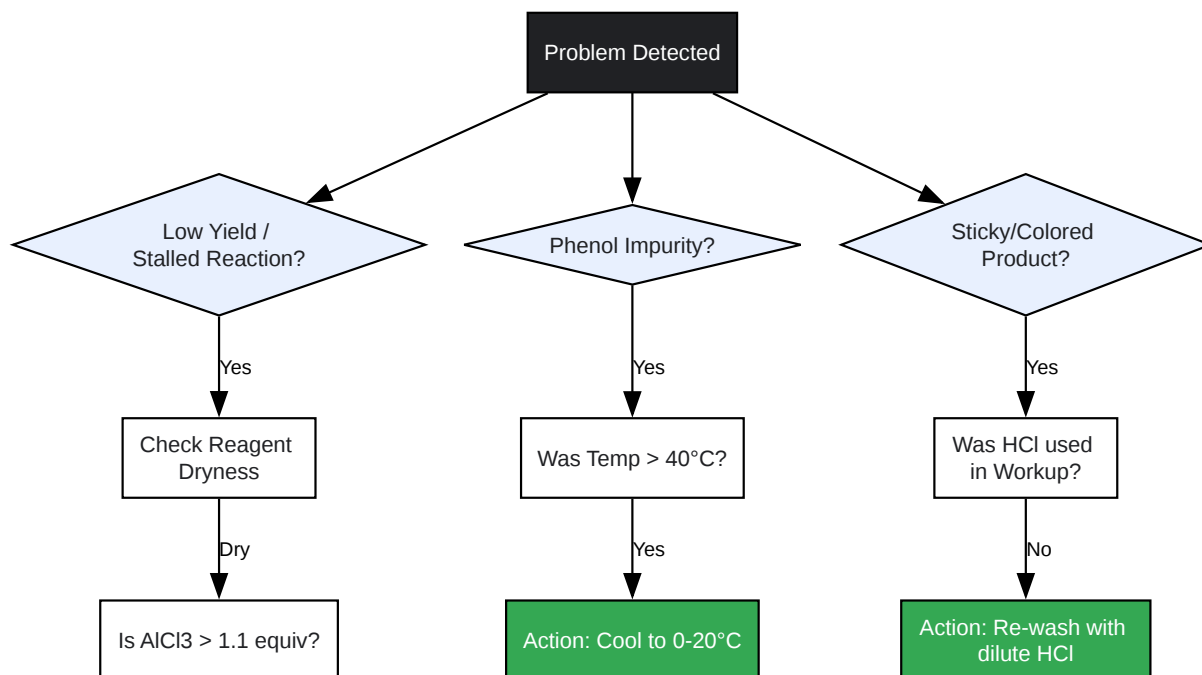 Problem Detected
Low Yield /
Stalled Reaction?
Phenol Impurity?
Sticky/Colored
Product?
Yes
Yes
Yes
Check Reagent
Dryness
Was Temp > 40°C?
Was HCl used
in Workup?
Dry
Yes
No
Is AlCl3 > 1.1 equiv?
Action: Cool to 0-20°C
Action: Re-wash with
dilute HCl